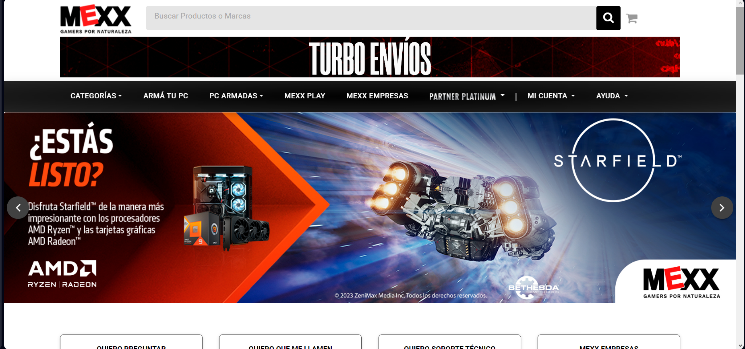 MEXX
GAMERS POR NATURALEZA
Buscar Productos o Marcas
TURBO ENVÍOS
CATEGORÍAS
ARMÁ TU PC
PC ARMADAS
MEXX PLAY
MEXX EMPRESAS
PARTNER PLATINUM
|
MI CUENTA
AYUDA
¿ESTÁS
LISTO?
Disfruta Starfield™ de la manera más
impresionante con los procesadores
AMD Ryzen™ y las tarjetas gráficas
AMD Radeon™
AMD
RYZEN | RADEON
STARFIELD™
BETHESDA
© 2023 ZeniMax Media Inc. Todos los derechos reservados.
MEXX
GAMERS POR NATURALEZA
QUIERO PREGUNTAR
QUIERO QUE ME LLAMEN
QUIERO SOPORTE TÉCNICO
MEXX EMPRESAS